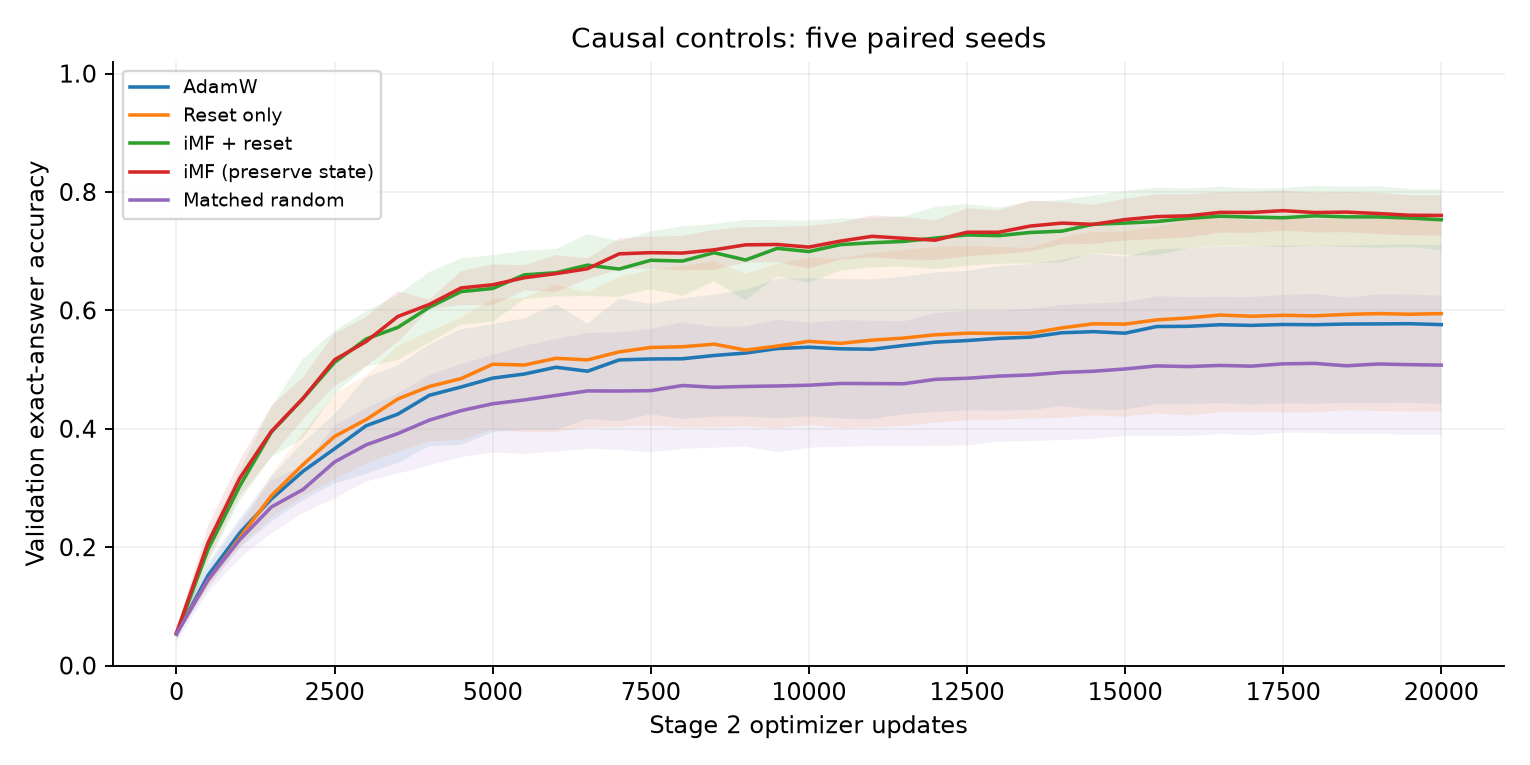 Causal controls: five paired seeds
AdamW
Reset only
iMF + reset
iMF (preserve state)
Matched random
Validation exact-answer accuracy
1.0
0.8
0.6
0.4
0.2
0.0
0 2500 5000 7500 10000 12500 15000 17500 20000
Stage 2 optimizer updates